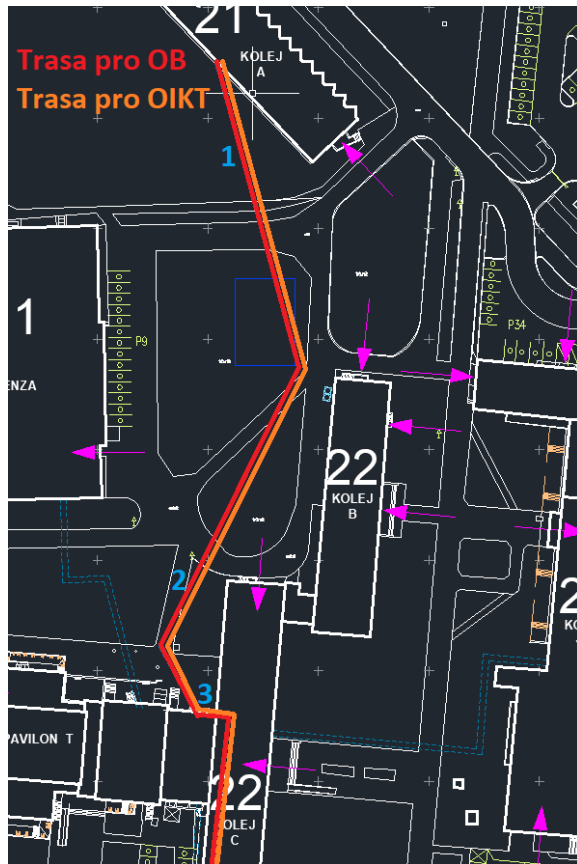 21
KOLEJ
A
Trasa pro OB
Trasa pro OIKT
1
1
P9
P34
ENZA
22
KOLEJ
B
2
2
KO
3
PAVILON T
22
KOLEJ
C